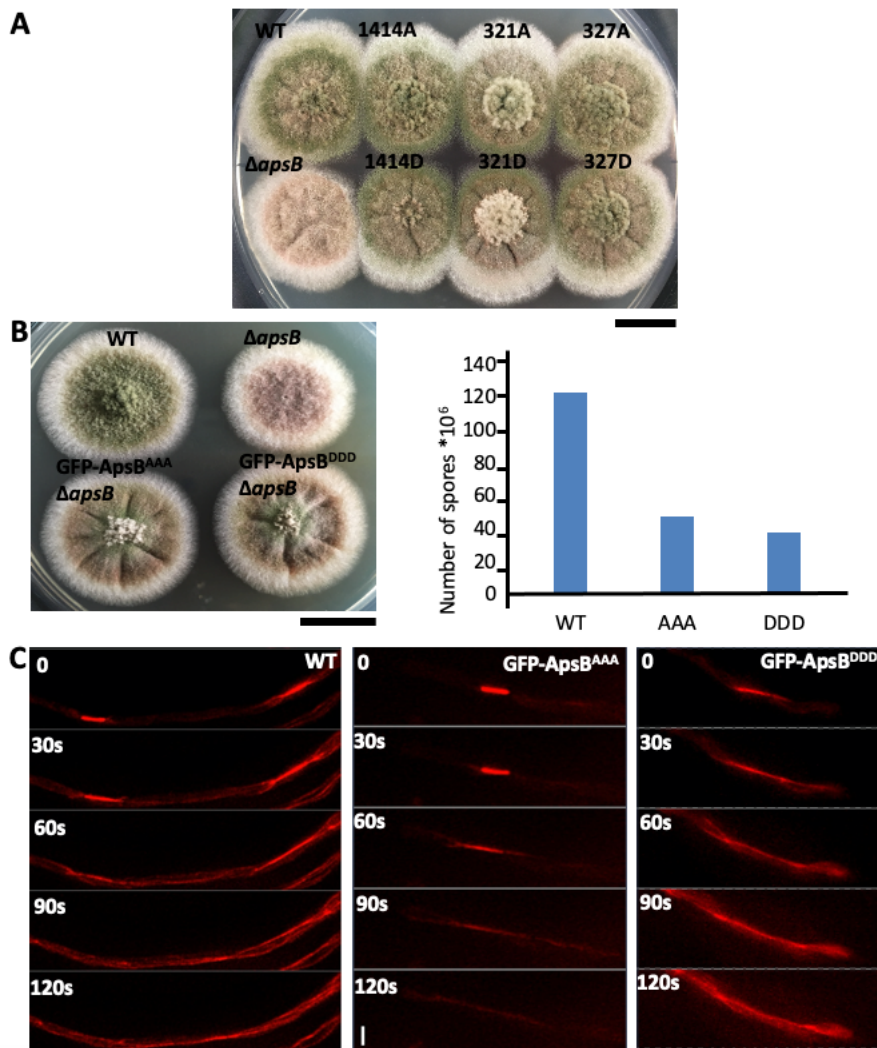 A
WT 1414A 321A 327A
ΔapsB 1414D 321D 327D
B
WT ΔapsB
GFP-ApsBᴬᴬᴬ GFP-ApsBᴰᴰᴰ
ΔapsB ΔapsB
Number of spores *10⁶
140
120
100
80
60
40
20
0
WT AAA DDD
C
0 WT
30s
60s
90s
120s
0 GFP-ApsBᴬᴬᴬ
30s
60s
90s
120s
0 GFP-ApsBᴰᴰᴰ
30s
60s
90s
120s